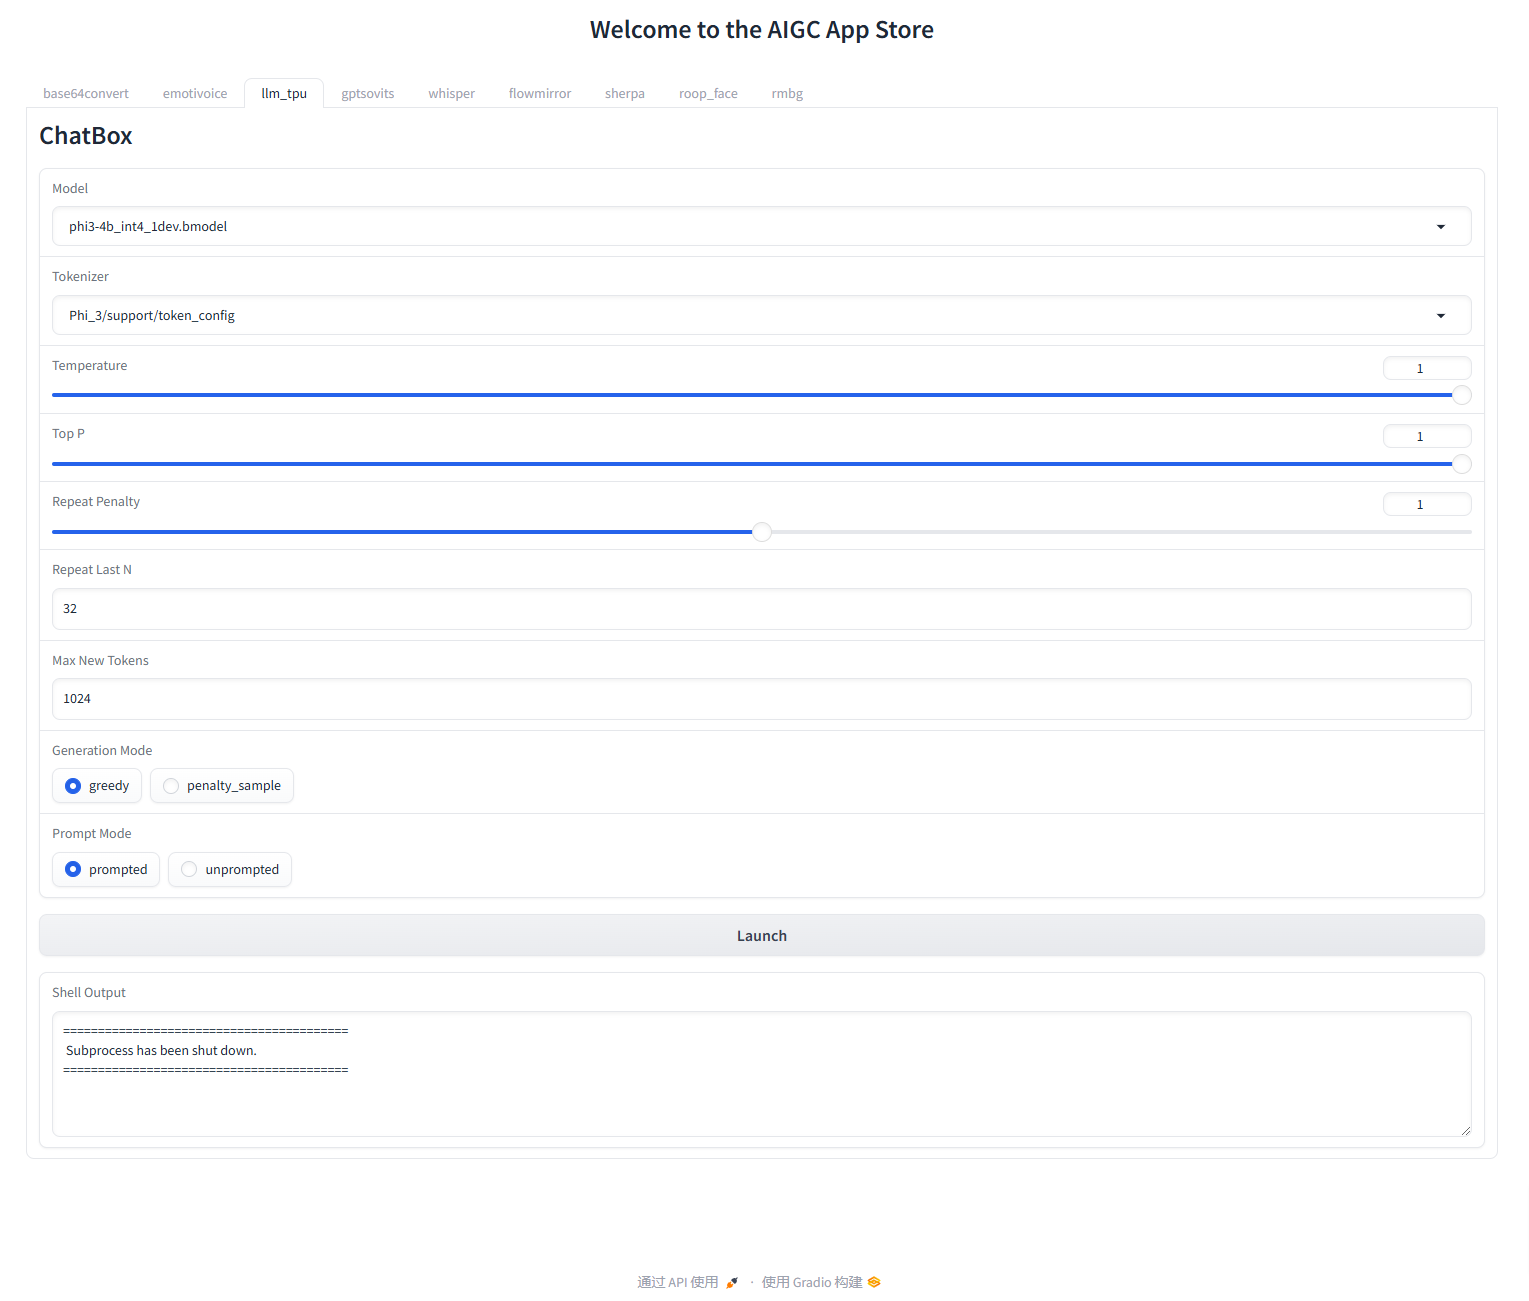 Welcome to the AIGC App Store
base64convert emotivoice llm_tpu gptsovits whisper flowmirror sherpa roop_face rmbg
ChatBox
Model
phi3-4b_int4_1dev.bmodel
Tokenizer
Phi_3/support/token_config
Temperature 1
Top P 1
Repeat Penalty 1
Repeat Last N
32
Max New Tokens
1024
Generation Mode
greedy penalty_sample
Prompt Mode
prompted unprompted
Launch
Shell Output
=========================================
Subprocess has been shut down.
=========================================
通过 API 使用 · 使用 Gradio 构建